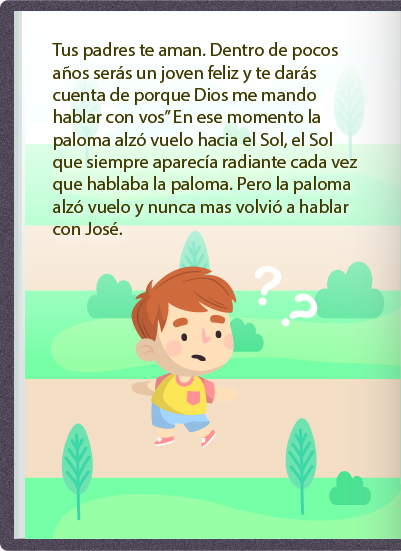 Tus padres te aman. Dentro de pocos
años serás un joven feliz y te darás
cuenta de porque Dios me mando
hablar con vos” En ese momento la
paloma alzó vuelo hacia el Sol, el Sol
que siempre aparecía radiante cada vez
que hablaba la paloma. Pero la paloma
alzó vuelo y nunca mas volvió a hablar
con José.
? ?